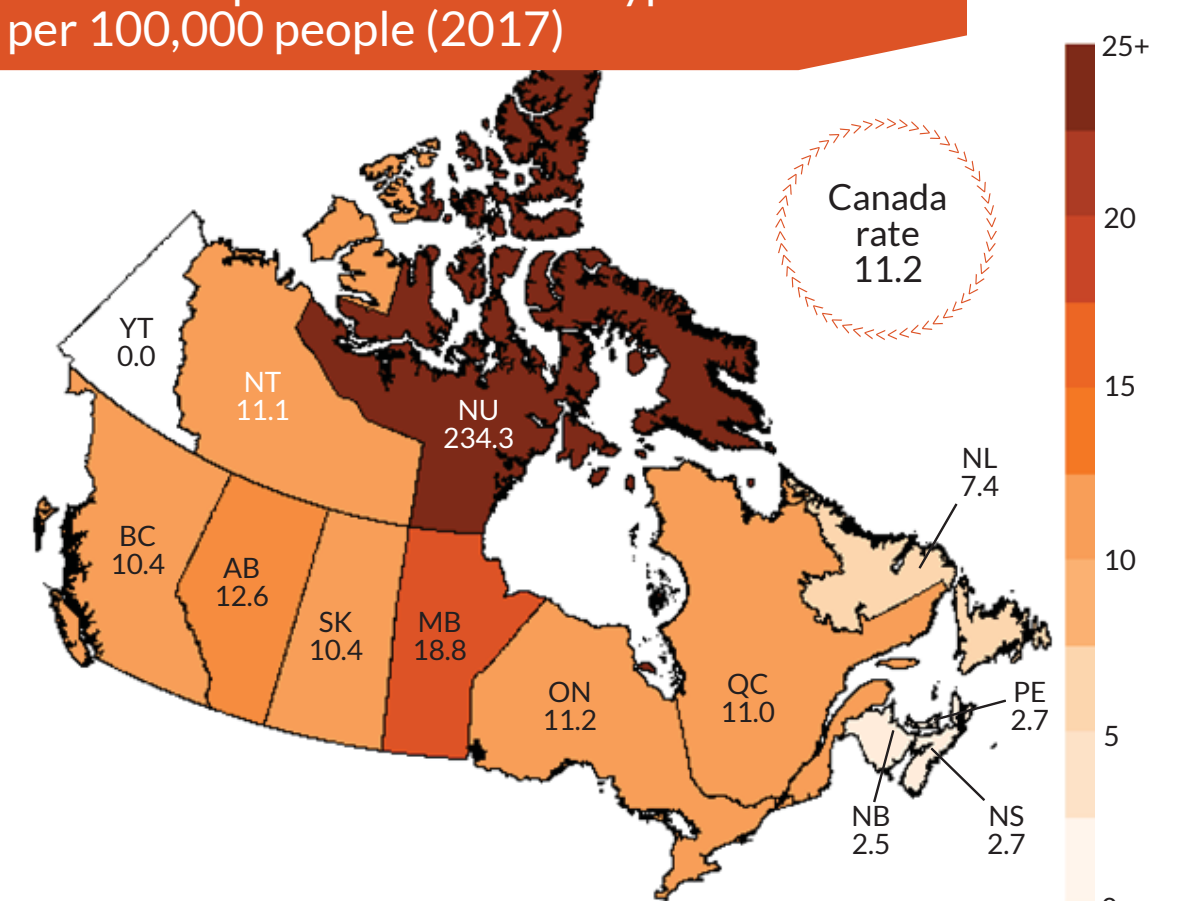 per 100,000 people (2017)
25+
Canada
rate
11.2
20
YT
0.0
NT
11.1
NU
234.3
15
NL
7.4
BC
10.4
AB
12.6
10
SK
10.4
MB
18.8
ON
11.2
QC
11.0
PE
2.7
5
NB
2.5
NS
2.7